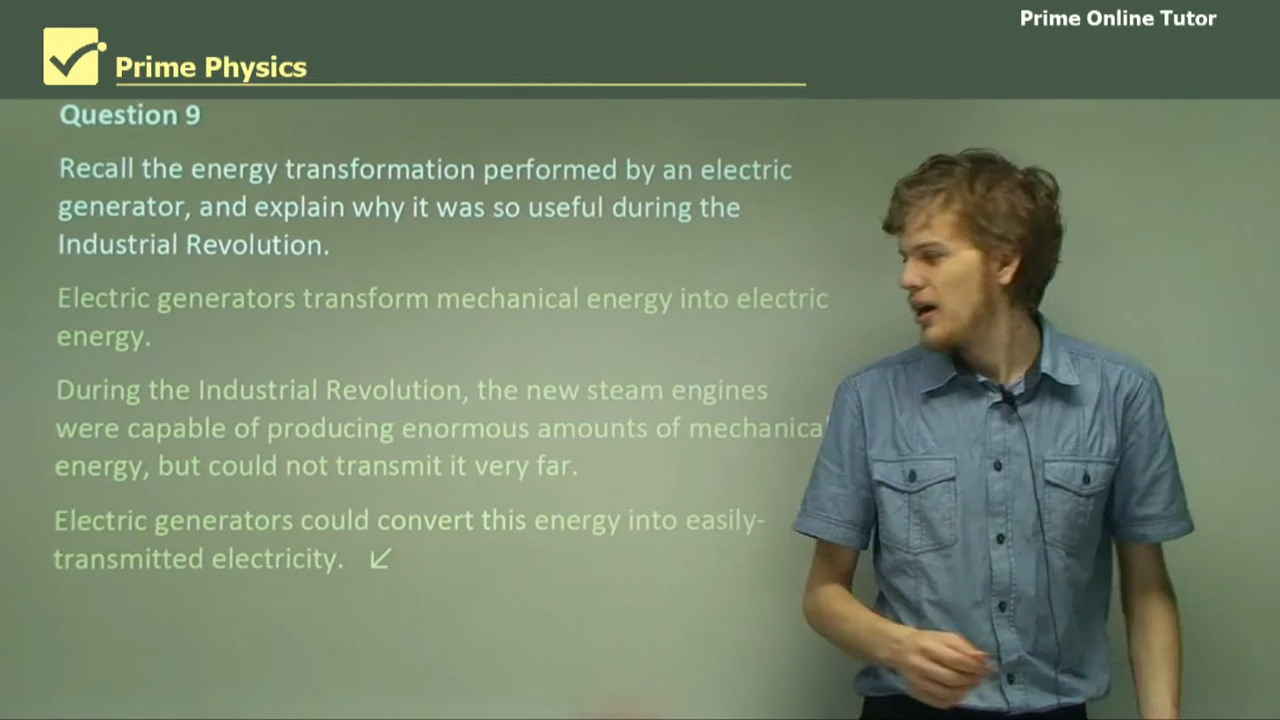 Prime Online Tutor
Prime Physics
Question 9
Recall the energy transformation performed by an electric
generator, and explain why it was so useful during the
Industrial Revolution.
Electric generators transform mechanical energy into electric
energy.
During the Industrial Revolution, the new steam engines
were capable of producing enormous amounts of mechanica
energy, but could not transmit it very far.
Electric generators could convert this energy into easily-
transmitted electricity.